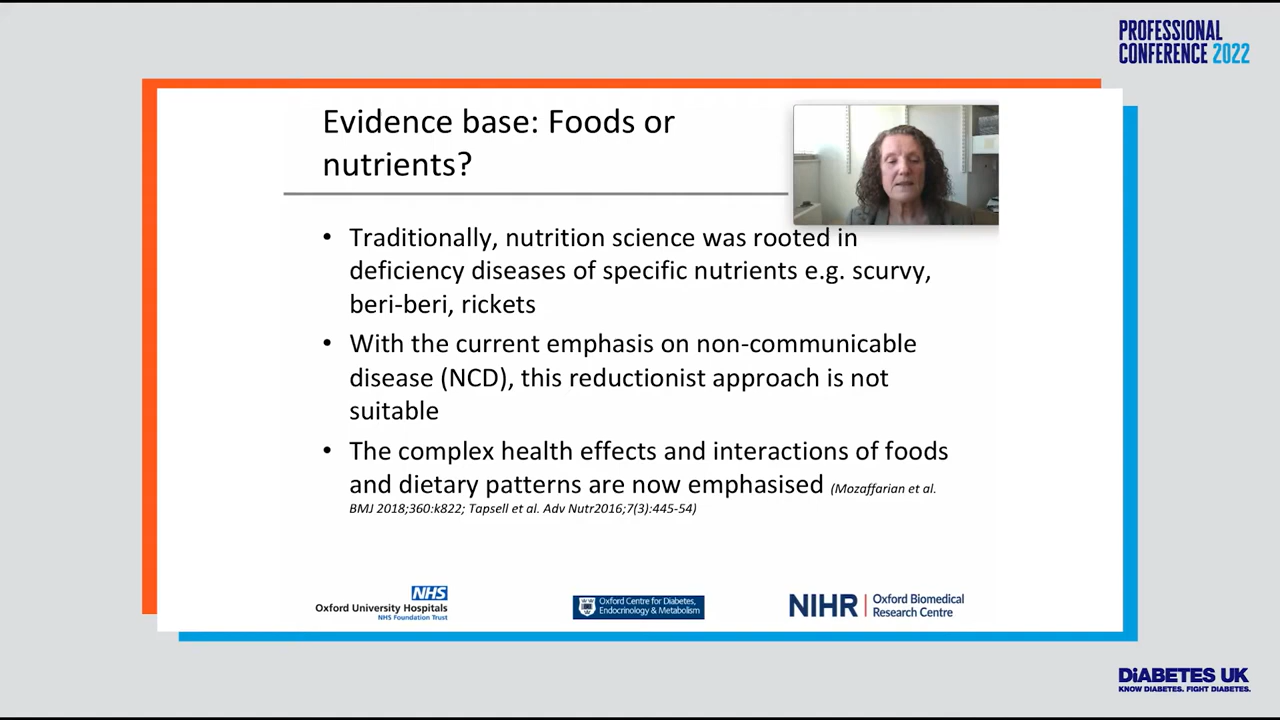 PROFESSIONAL
CONFERENCE 2022
Evidence base: Foods or
nutrients?
• Traditionally, nutrition science was rooted in
deficiency diseases of specific nutrients e.g. scurvy,
beri-beri, rickets
• With the current emphasis on non-communicable
disease (NCD), this reductionist approach is not
suitable
• The complex health effects and interactions of foods
and dietary patterns are now emphasised (Mozaffarian et al.
BMJ 2018;360:k822; Tapsell et al. Adv Nutr2016;7(3):445-54)
NHS
Oxford University Hospitals
NHS Foundation Trust
Oxford Centre for Diabetes,
Endocrinology & Metabolism
NIHR | Oxford Biomedical
Research Centre
DiABETES UK
KNOW DIABETES. FIGHT DIABETES.